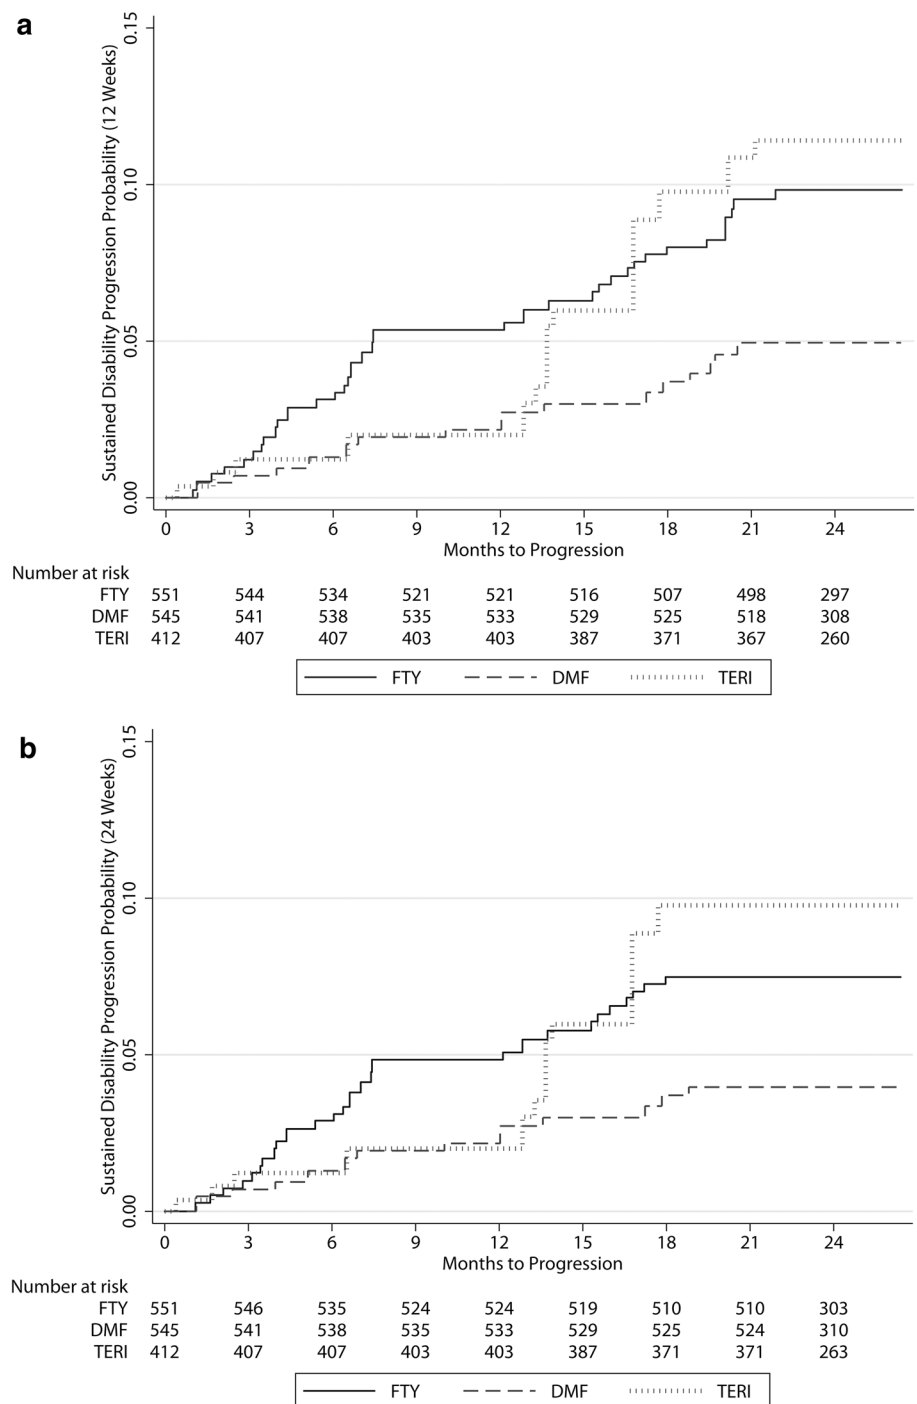 a
Sustained Disability Progression Probability (12 Weeks)
0.15
0.10
0.05
0.00
0 3 6 9 12 15 18 21 24
Months to Progression
Number at risk
FTY 551 544 534 521 521 516 507 498 297
DMF 545 541 538 535 533 529 525 518 308
TERI 412 407 407 403 403 387 371 367 260
FTY DMF TERI
b
Sustained Disability Progression Probability (24 Weeks)
0.15
0.10
0.05
0.00
0 3 6 9 12 15 18 21 24
Months to Progression
Number at risk
FTY 551 546 535 524 524 519 510 510 303
DMF 545 541 538 535 533 529 525 524 310
TERI 412 407 407 403 403 387 371 371 263
FTY DMF TERI